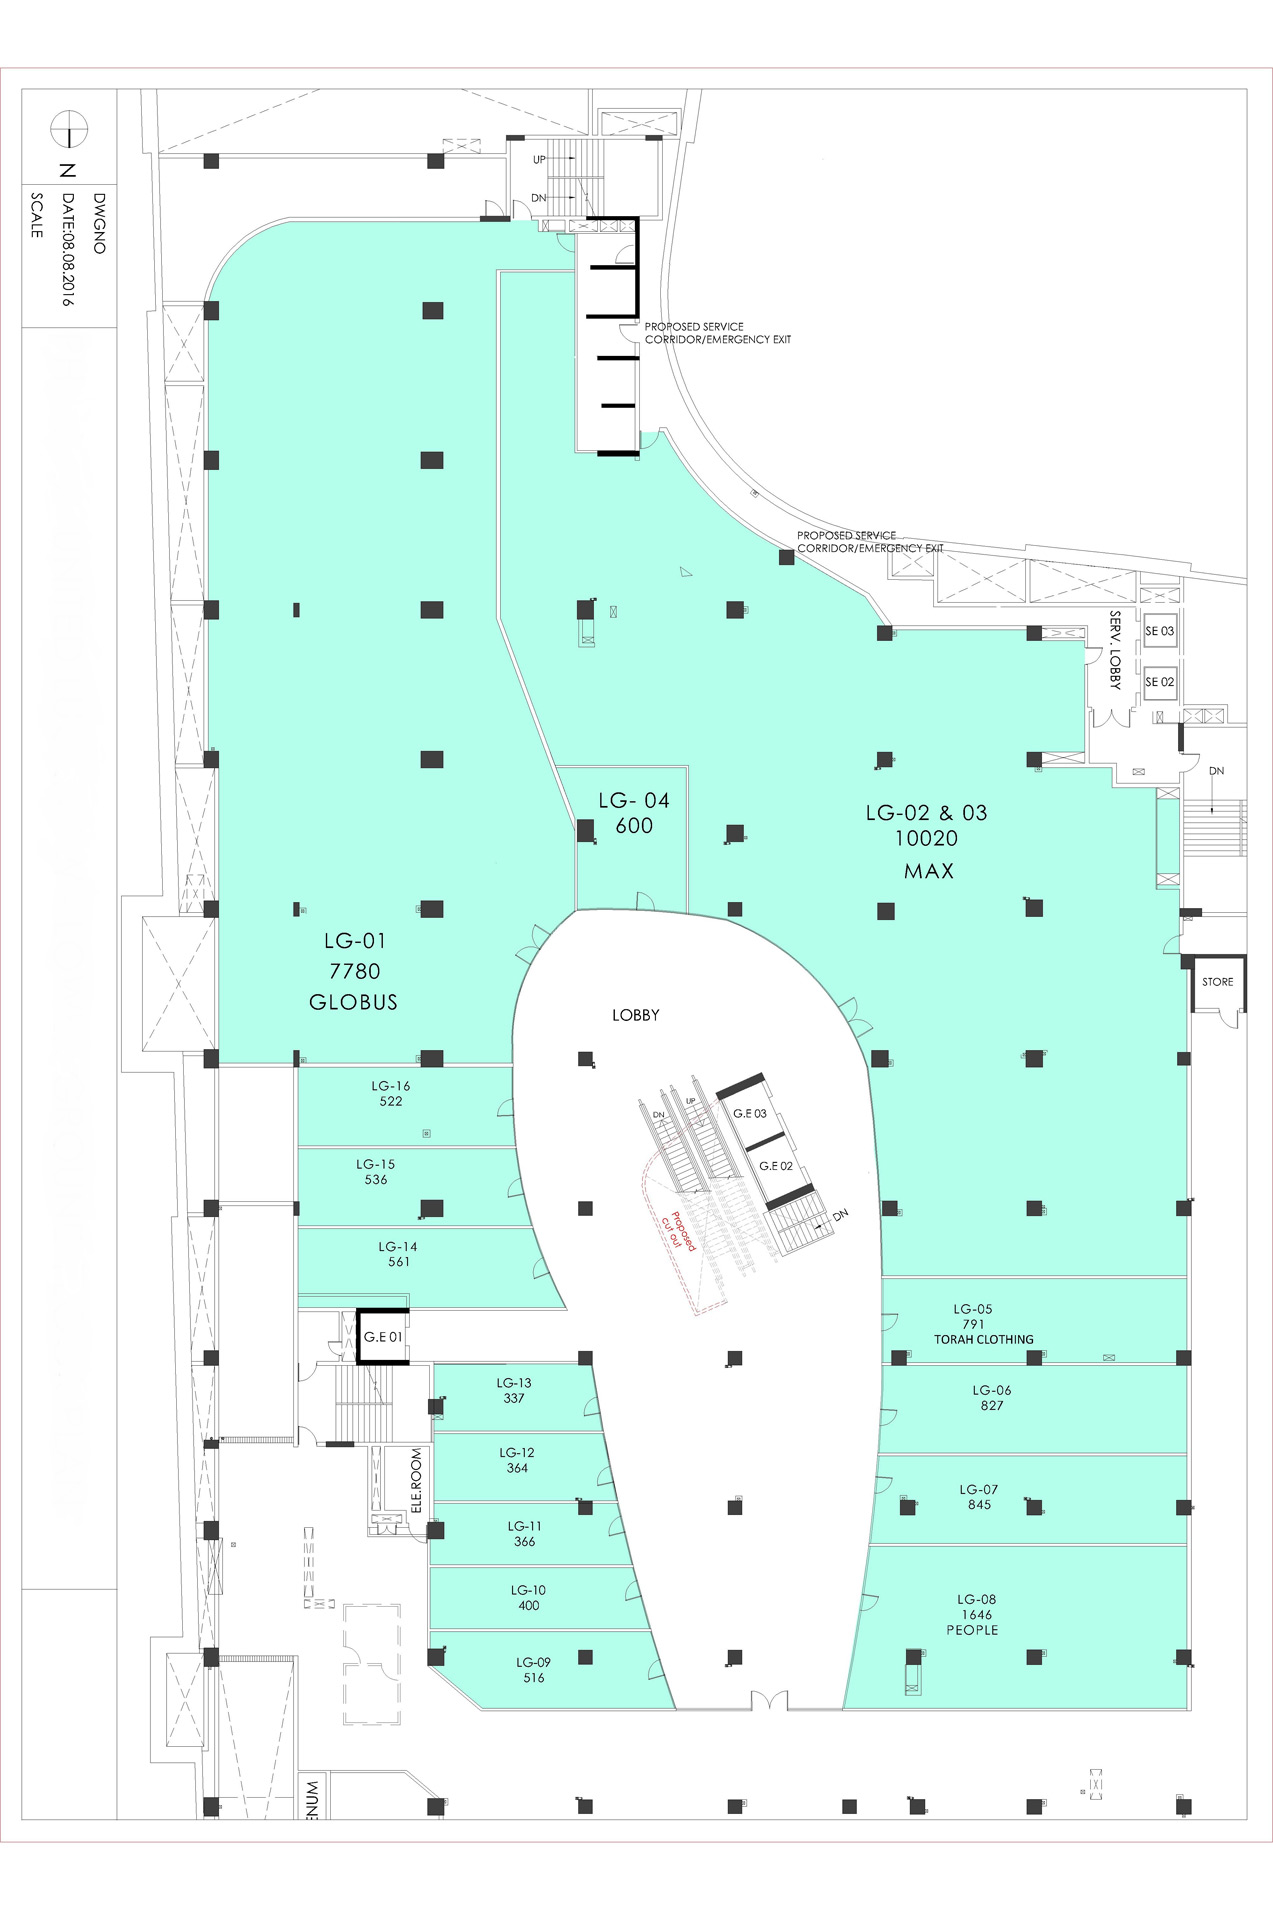 N
DWGNO
DATE:08.08.2016
SCALE
UP
DN
PROPOSED SERVICE
CORRIDOR/EMERGENCY EXIT
PROPOSED SERVICE
CORRIDOR/EMERGENCY EXIT
SERV. LOBBY
SE 03
SE 02
DN
LG- 04
600
LG-02 & 03
10020
MAX
LG-01
7780
GLOBUS
STORE
LOBBY
LG-16
522
DN
UP
G.E 03
G.E 02
DN
Proposed
cut out
LG-15
536
LG-14
561
G.E 01
LG-05
791
TORAH CLOTHING
LG-13
337
LG-06
827
LG-12
364
ELE.ROOM
LG-07
845
LG-11
366
LG-10
400
LG-08
1646
PEOPLE
LG-09
516
ENUM